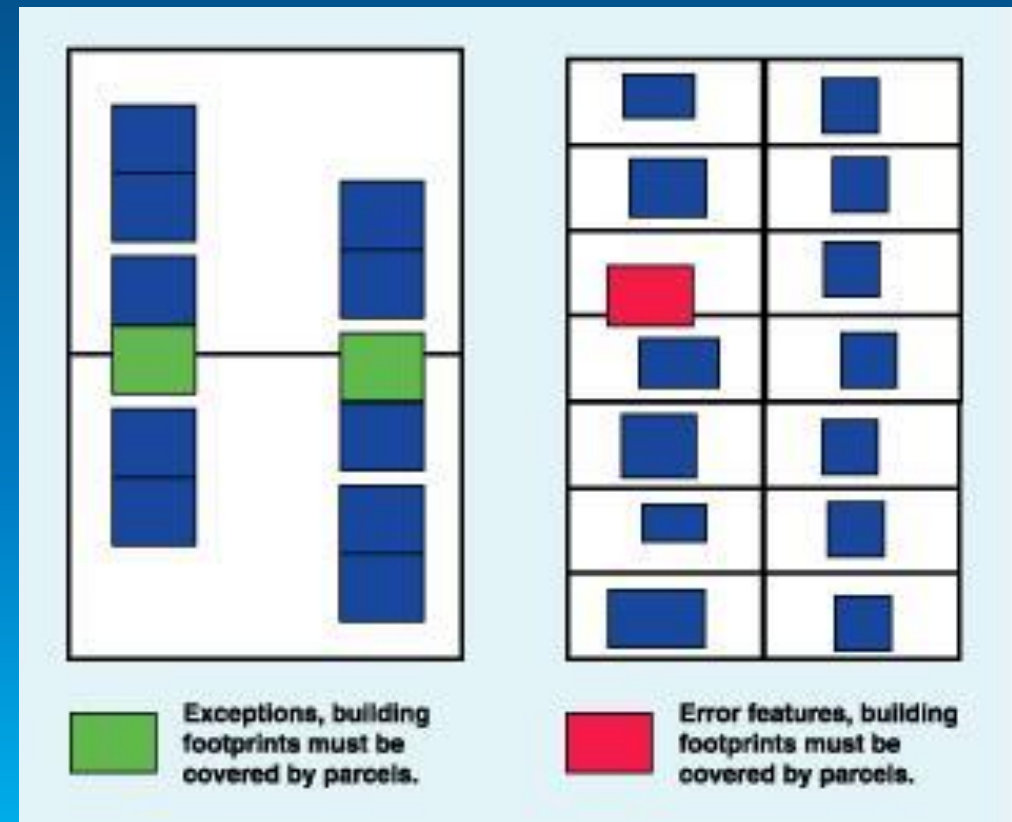 Exceptions, building
footprints must be
covered by parcels.
Error features, building
footprints must be
covered by parcels.